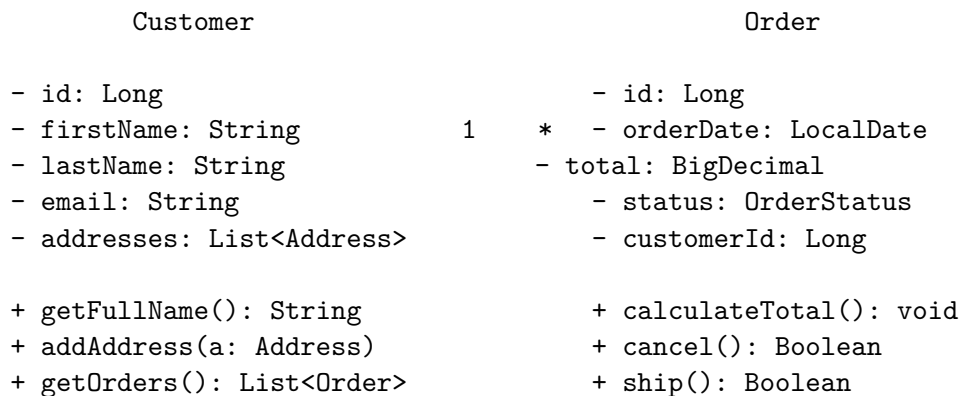 Customer Order
- id: Long - id: Long
- firstName: String 1 * - orderDate: LocalDate
- lastName: String - total: BigDecimal
- email: String - status: OrderStatus
- addresses: List<Address> - customerId: Long
+ getFullName(): String + calculateTotal(): void
+ addAddress(a: Address) + cancel(): Boolean
+ getOrders(): List<Order> + ship(): Boolean